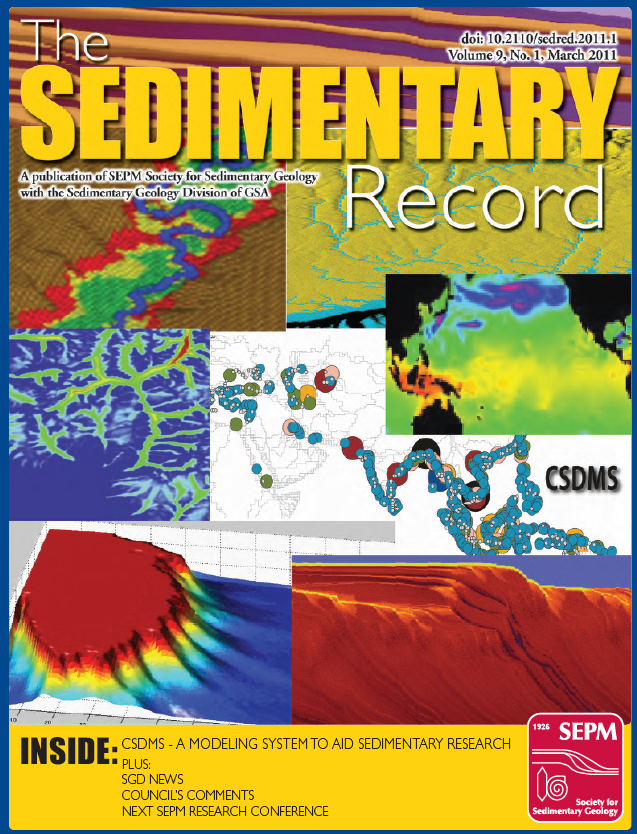 The
SEDIMENTARY
Record
doi: 10.2110/sedred.2011.1
Volume 9, No. 1, March 2011
A publication of SEPM Society for Sedimentary Geology
with the Sedimentary Geology Division of GSA
CSDMS
INSIDE:
CSDMS - A MODELING SYSTEM TO AID SEDIMENTARY RESEARCH
PLUS:
SGD NEWS
COUNCIL'S COMMENTS
NEXT SEPM RESEARCH CONFERENCE
1926 SEPM
Society for
Sedimentary Geology